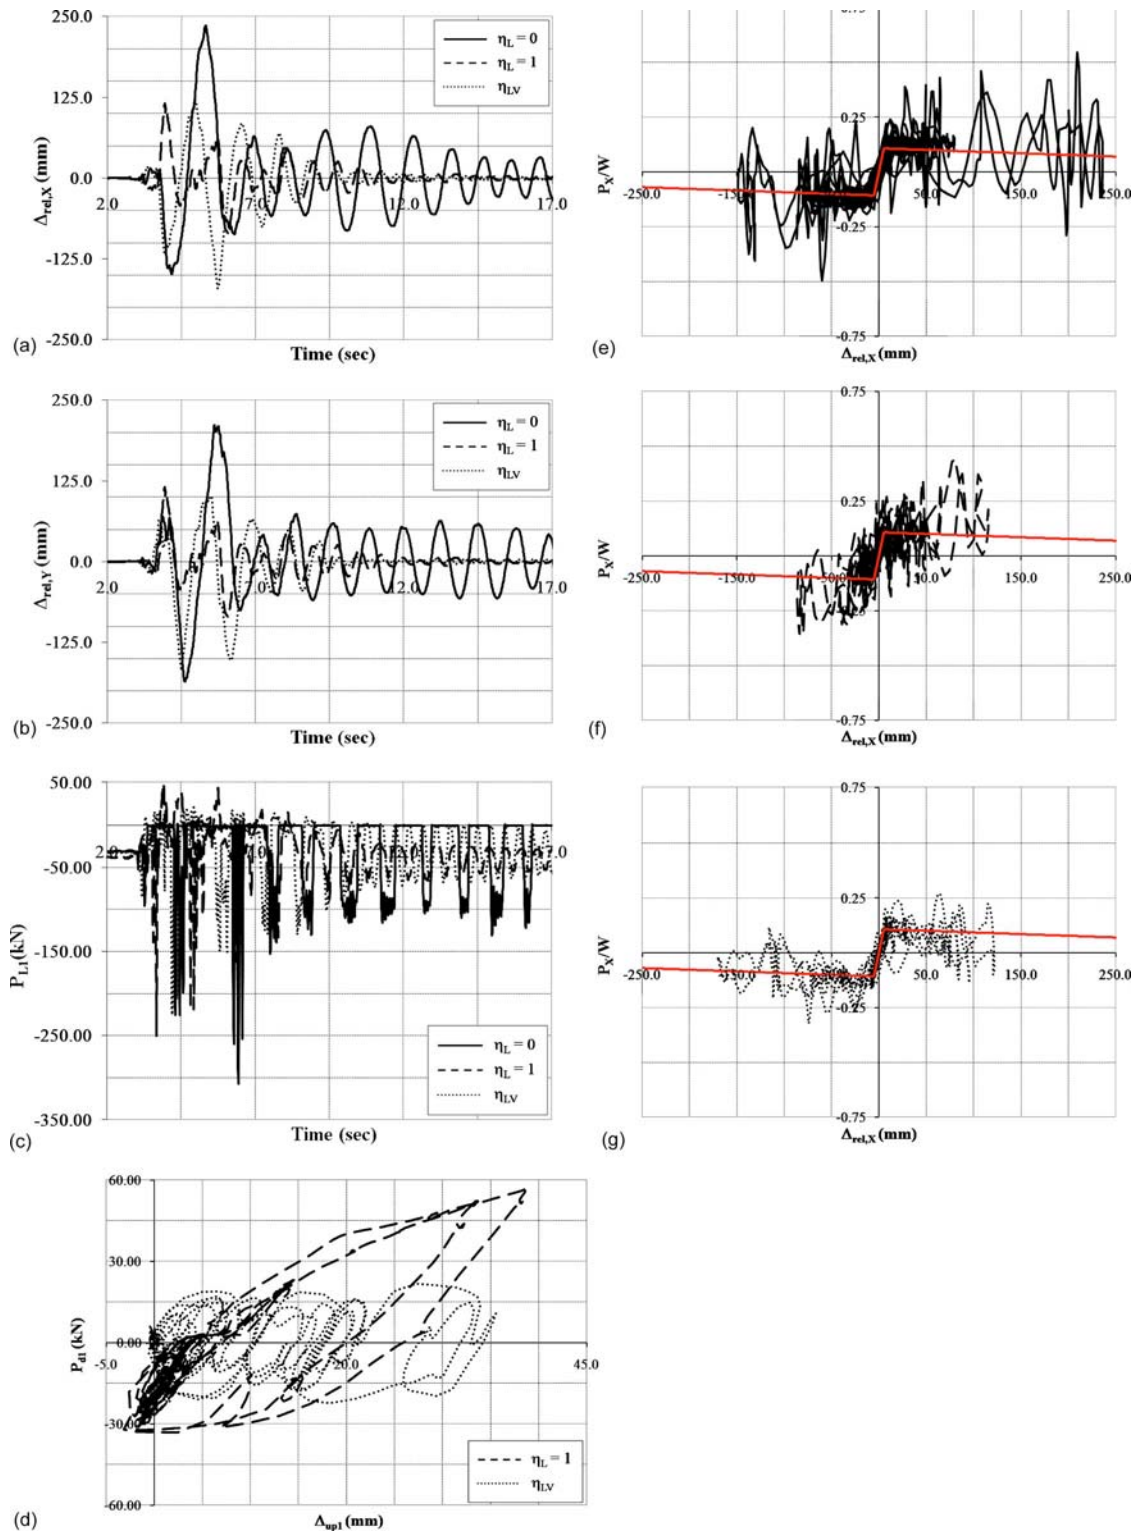 250.0
125.0
0.0
-125.0
-250.0
2.0
7.0
12.0
17.0
Δrel,X (mm)
Time (sec)
ηL = 0
ηL = 1
ηLV
(a)
250.0
125.0
0.0
-125.0
-250.0
2.0
12.0
17.0
Δrel,Y (mm)
Time (sec)
ηL = 0
ηL = 1
ηLV
(b)
50.00
-50.00
-150.00
-250.00
-350.00
PL1 (kN)
Time (sec)
ηL = 0
ηL = 1
ηLV
(c)
60.00
30.00
0.00
-30.00
-60.00
-5.0
20.0
45.0
Pd1 (kN)
Δup1 (mm)
ηL = 1
ηLV
(d)
0.25
-0.25
-0.75
-250.0
-150.0
50.0
150.0
250.0
PX/W
Δrel,X (mm)
(e)
0.75
0.25
-0.75
-250.0
-150.0
50.0
150.0
250.0
PX/W
Δrel,X (mm)
(f)
0.75
0.25
-0.25
-0.75
-250.0
-150.0
-50.0
50.0
150.0
250.0
PX/W
Δrel,X (mm)
(g)